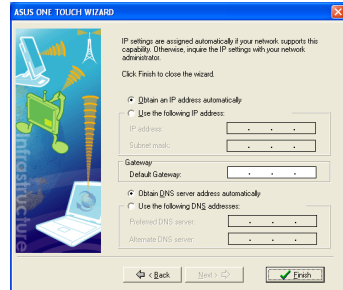 ASUS ONE TOUCH WIZARD
IP settings are assigned automatically if your network supports this
capability. Otherwise, inquire the IP settings with your network
administrator.
Click Finish to close the wizard.
Obtain an IP address automatically
Use the following IP address:
IP address:
Subnet mask:
Gateway
Default Gateway:
Obtain DNS server address automatically
Use the following DNS addresses:
Preferred DNS server:
Alternate DNS server:
Infrastructure
< Back
Next >
Finish